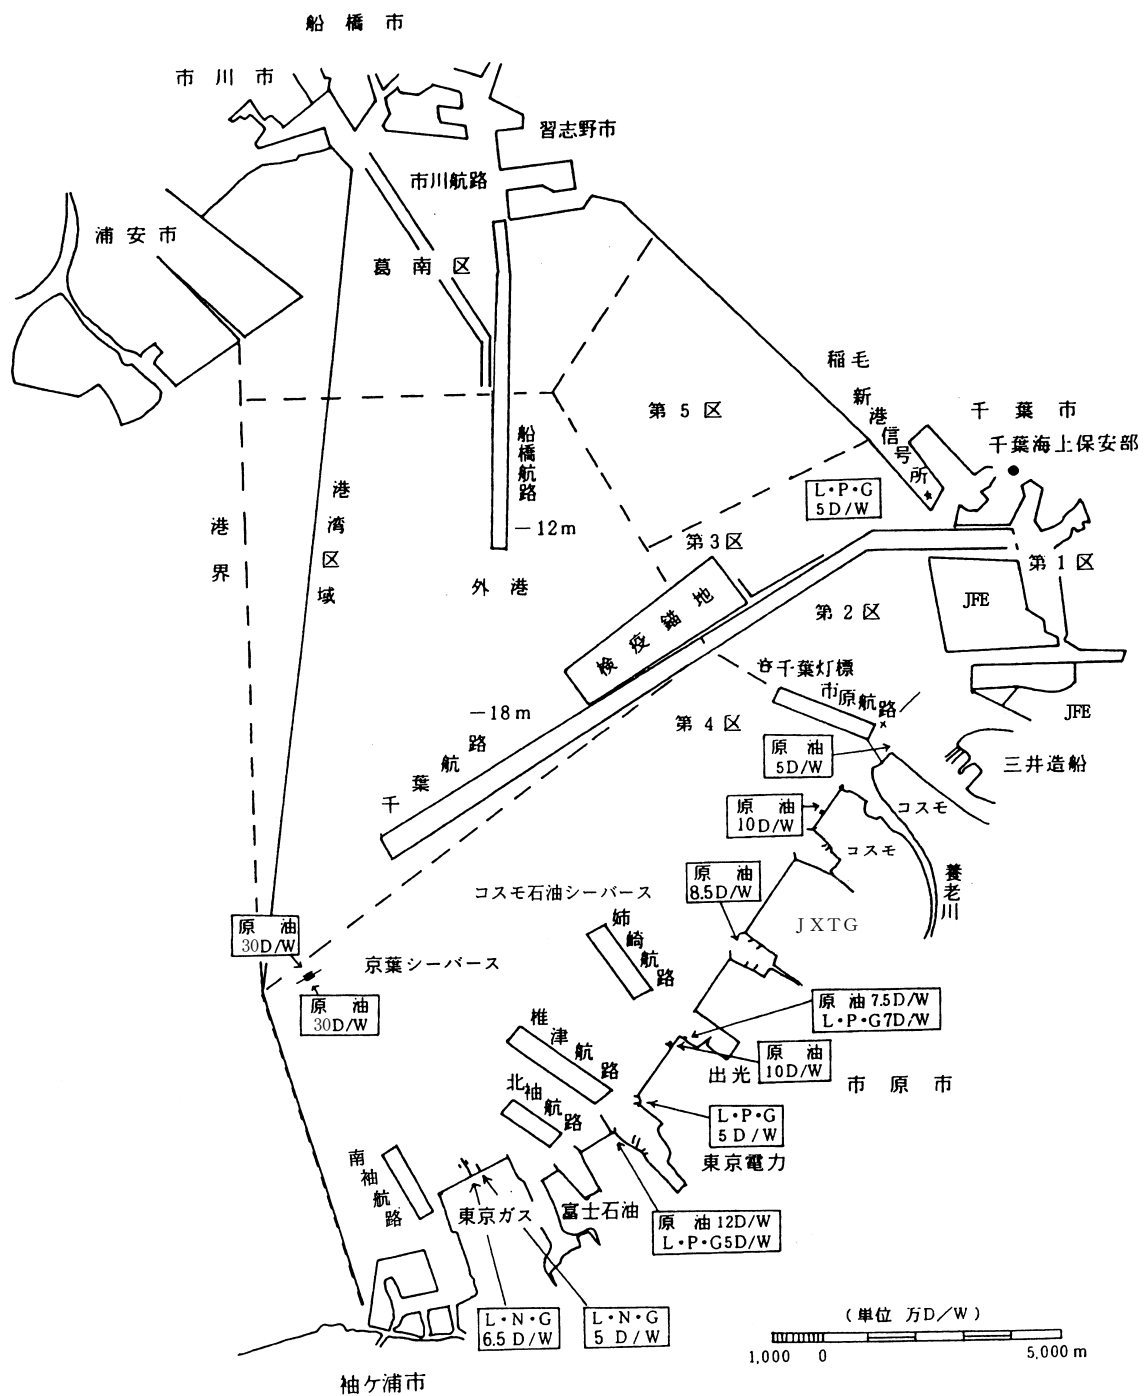 船橋市
市川市
習志野市
市川航路
浦安市
葛南区
稲毛
新港信号所
千葉市
千葉海上保安部
第5区
船橋航路
L・P・G
5D/W
港湾区域
港界
-12m
第3区
第1区
外港
JFE
第2区
検疫錨地
千葉灯標
市原航路
-18m
第4区
JFE
原油
5D/W
三井造船
千葉航路
コスモ
原油
10D/W
コスモ
原油
8.5D/W
養老川
コスモ石油シーバース
姉崎航路
JXTG
原油
30D/W
京葉シーバース
原油
30D/W
原油7.5D/W
L・P・G7D/W
椎津航路
原油
10D/W
出光
市原市
北袖航路
L・P・G
5D/W
東京電力
南袖航路
東京ガス
富士石油
原油12D/W
L・P・G5D/W
L・N・G
6.5D/W
L・N・G
5D/W
(単位 万D/W)
1,000 0 5,000m
袖ケ浦市